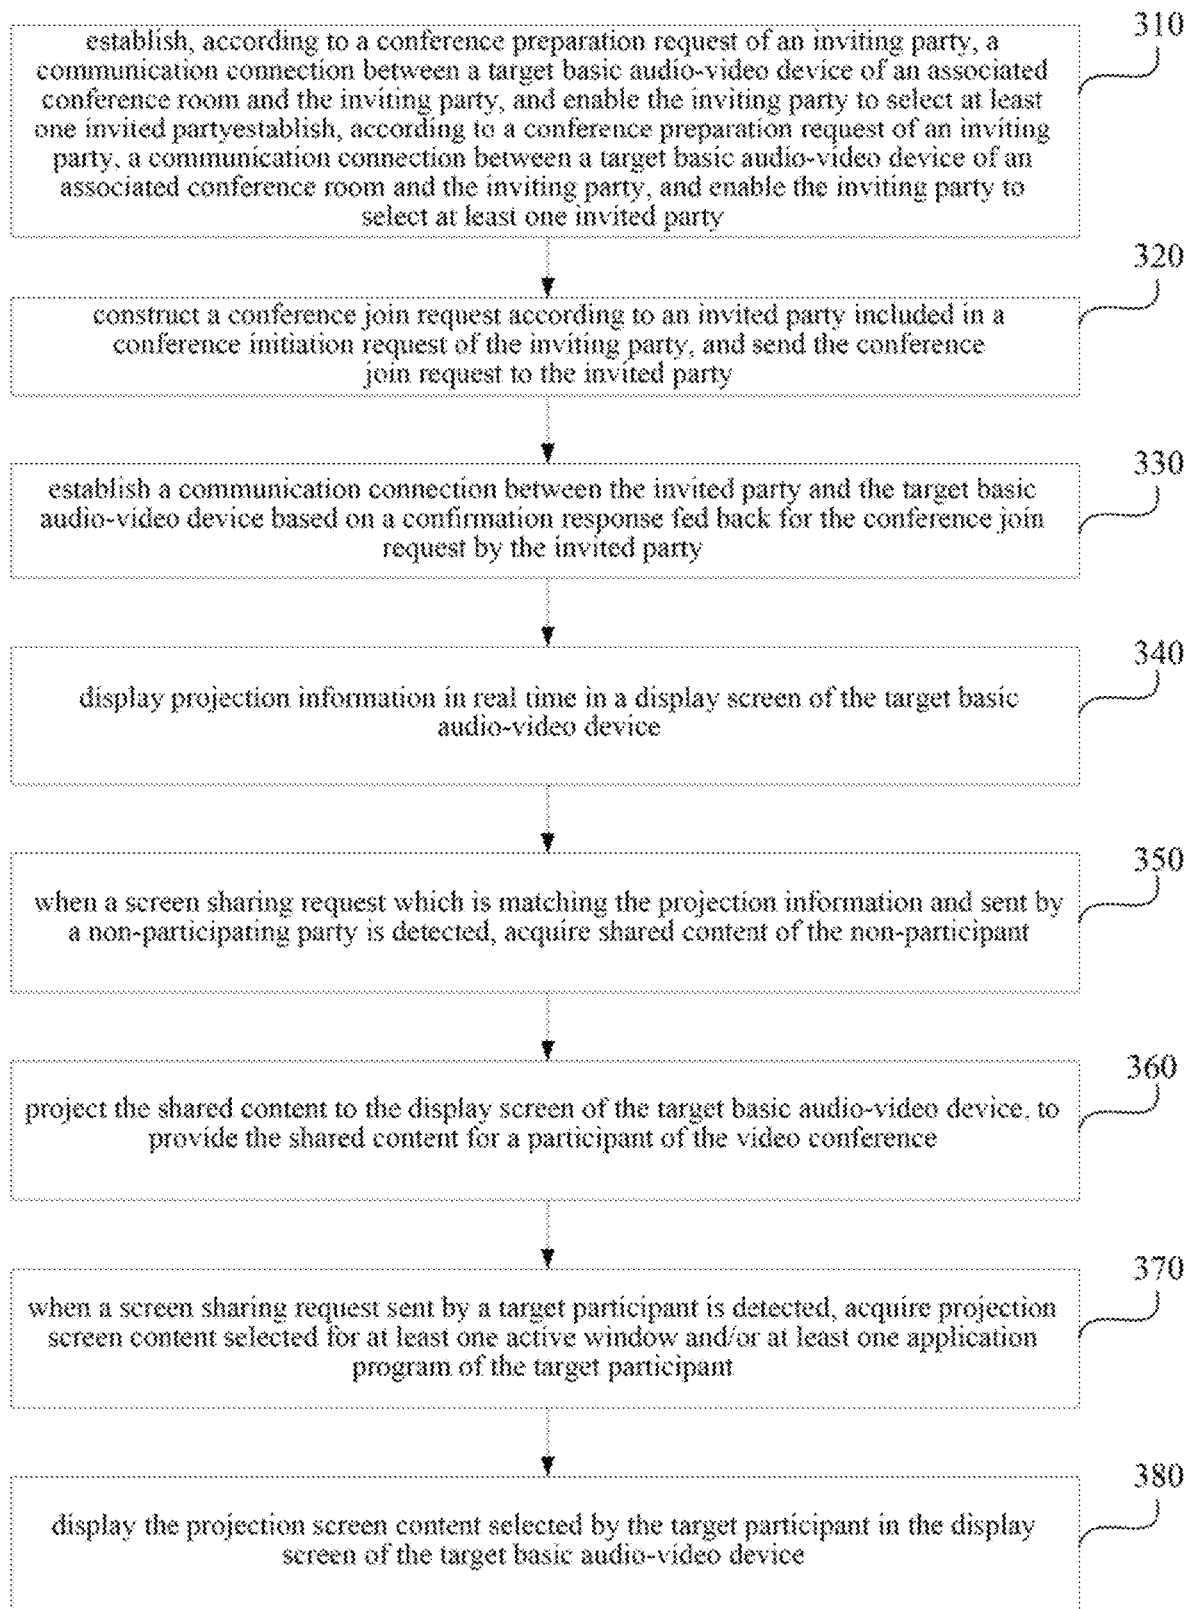 310
establish, according to a conference preparation request of an inviting party, a
communication connection between a target basic audio-video device of an associated
conference room and the inviting party, and enable the inviting party to select at least
one invited partyestablish, according to a conference preparation request of an inviting
party, a communication connection between a target basic audio-video device of an
associated conference room and the inviting party, and enable the inviting party to
select at least one invited party
320
construct a conference join request according to an invited party included in a
conference initiation request of the inviting party, and send the conference
join request to the invited party
330
establish a communication connection between the invited party and the target basic
audio-video device based on a confirmation response fed back for the conference join
request by the invited party
340
display projection information in real time in a display screen of the target basic
audio-video device
350
when a screen sharing request which is matching the projection information and sent by
a non-participating party is detected, acquire shared content of the non-participant
360
project the shared content to the display screen of the target basic audio-video device, to
provide the shared content for a participant of the video conference
370
when a screen sharing request sent by a target participant is detected, acquire projection
screen content selected for at least one active window and/or at least one application
program of the target participant
380
display the projection screen content selected by the target participant in the display
screen of the target basic audio-video device